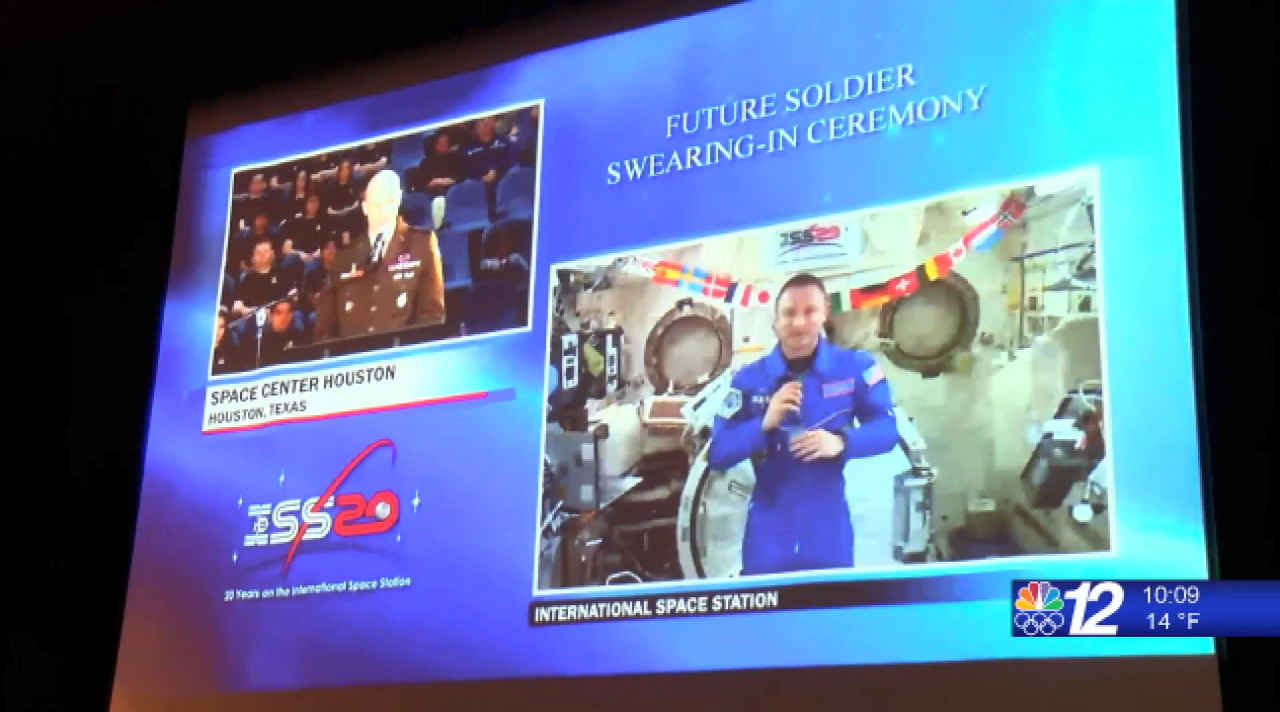 FUTURE SOLDIER
SWEARING-IN CEREMONY
ISS20
SPACE CENTER HOUSTON
HOUSTON, TEXAS
ISS20
20 Years on the International Space Station
INTERNATIONAL SPACE STATION
12
10:09
14 °F